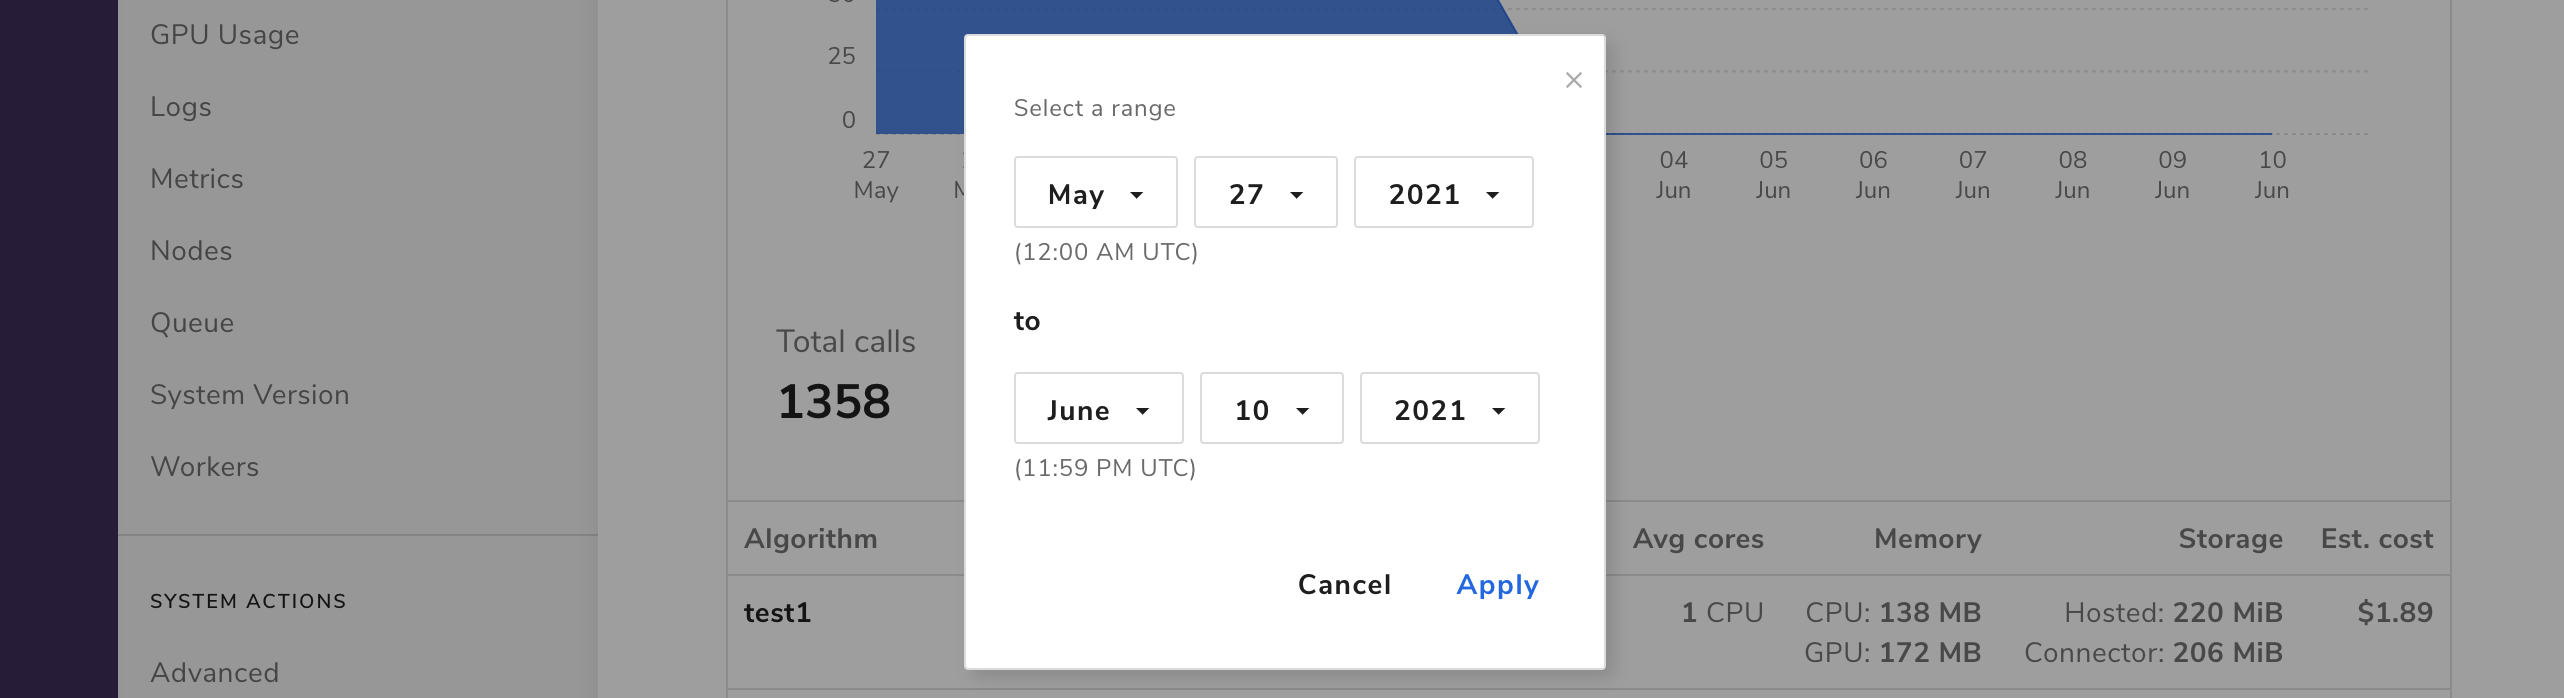 GPU Usage
Logs
Metrics
Nodes
Queue
System Version
Workers
SYSTEM ACTIONS
Advanced
25
0
27
May
04
Jun
05
Jun
06
Jun
07
Jun
08
Jun
09
Jun
10
Jun
Total calls
1358
Select a range
May 27 2021
(12:00 AM UTC)
to
June 10 2021
(11:59 PM UTC)
Cancel Apply
Algorithm Avg cores Memory Storage Est. cost
test1 1 CPU CPU: 138 MB Hosted: 220 MiB $1.89
GPU: 172 MB Connector: 206 MiB